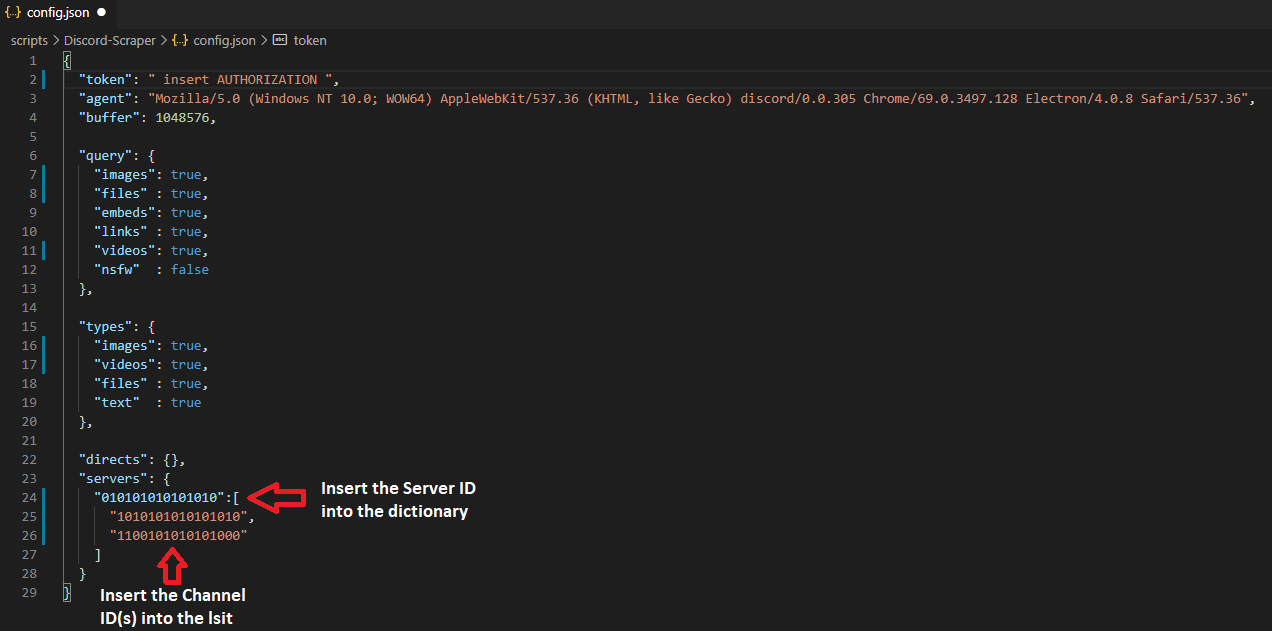 {..} config.json ●
scripts > Discord-Scraper > {..} config.json > abc token
1 {
2 "token": " insert AUTHORIZATION ",
3 "agent": "Mozilla/5.0 (Windows NT 10.0; WOW64) AppleWebKit/537.36 (KHTML, like Gecko) discord/0.0.305 Chrome/69.0.3497.128 Electron/4.0.8 Safari/537.36",
4 "buffer": 1048576,
5
6 "query": {
7 "images": true,
8 "files" : true,
9 "embeds": true,
10 "links" : true,
11 "videos": true,
12 "nsfw"  : false
13 },
14
15 "types": {
16 "images": true,
17 "videos": true,
18 "files" : true,
19 "text"  : true
20 },
21
22 "directs": {},
23 "servers": {
24 "010101010101010":[
25 "1010101010101010",
26 "1100101010101000"
27 ]
28 }
29 }
Insert the Server ID
into the dictionary
Insert the Channel
ID(s) into the lsit